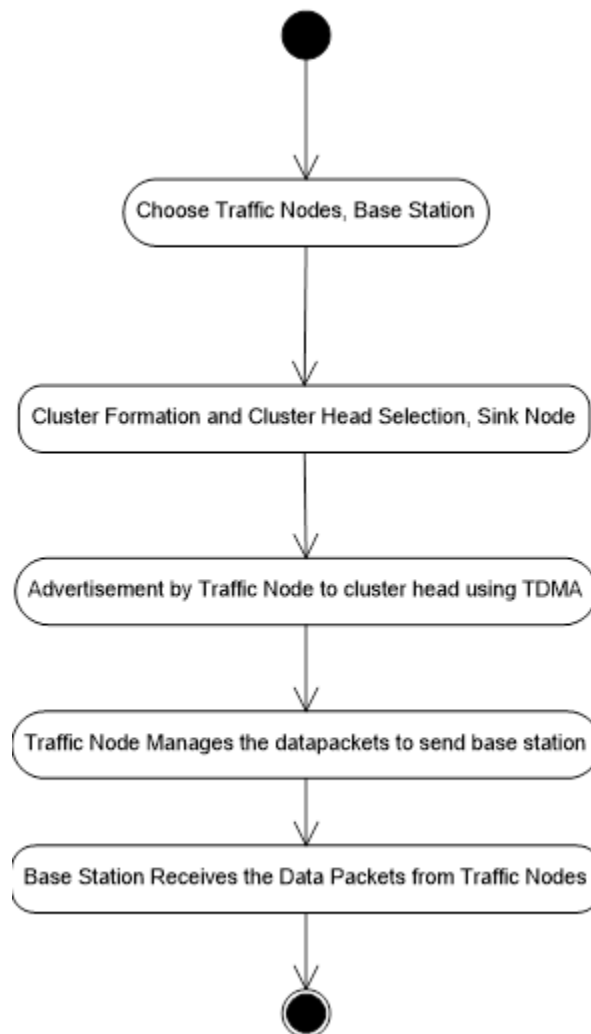 Choose Traffic Nodes, Base Station
Cluster Formation and Cluster Head Selection, Sink Node
Advertisement by Traffic Node to cluster head using TDMA
Traffic Node Manages the datapackets to send base station
Base Station Receives the Data Packets from Traffic Nodes